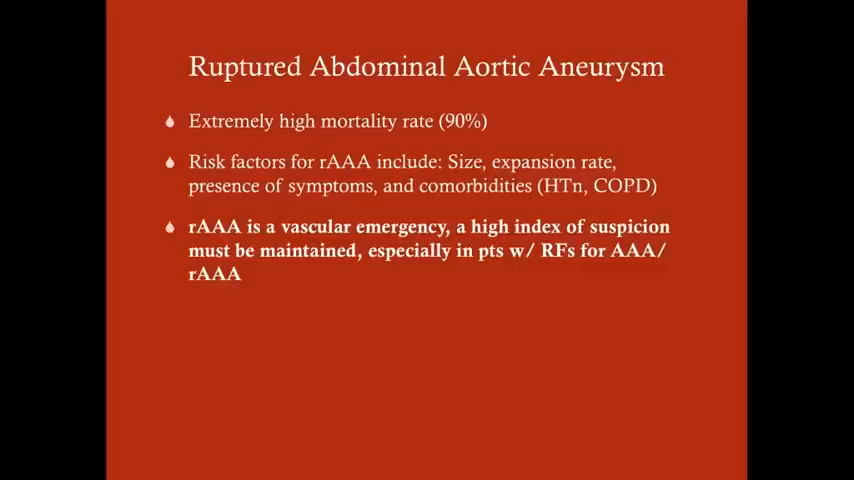 Ruptured Abdominal Aortic Aneurysm
Extremely high mortality rate (90%)
Risk factors for rAAA include: Size, expansion rate,
presence of symptoms, and comorbidities (HTn, COPD)
rAAA is a vascular emergency, a high index of suspicion
must be maintained, especially in pts w/ RFs for AAA/
rAAA